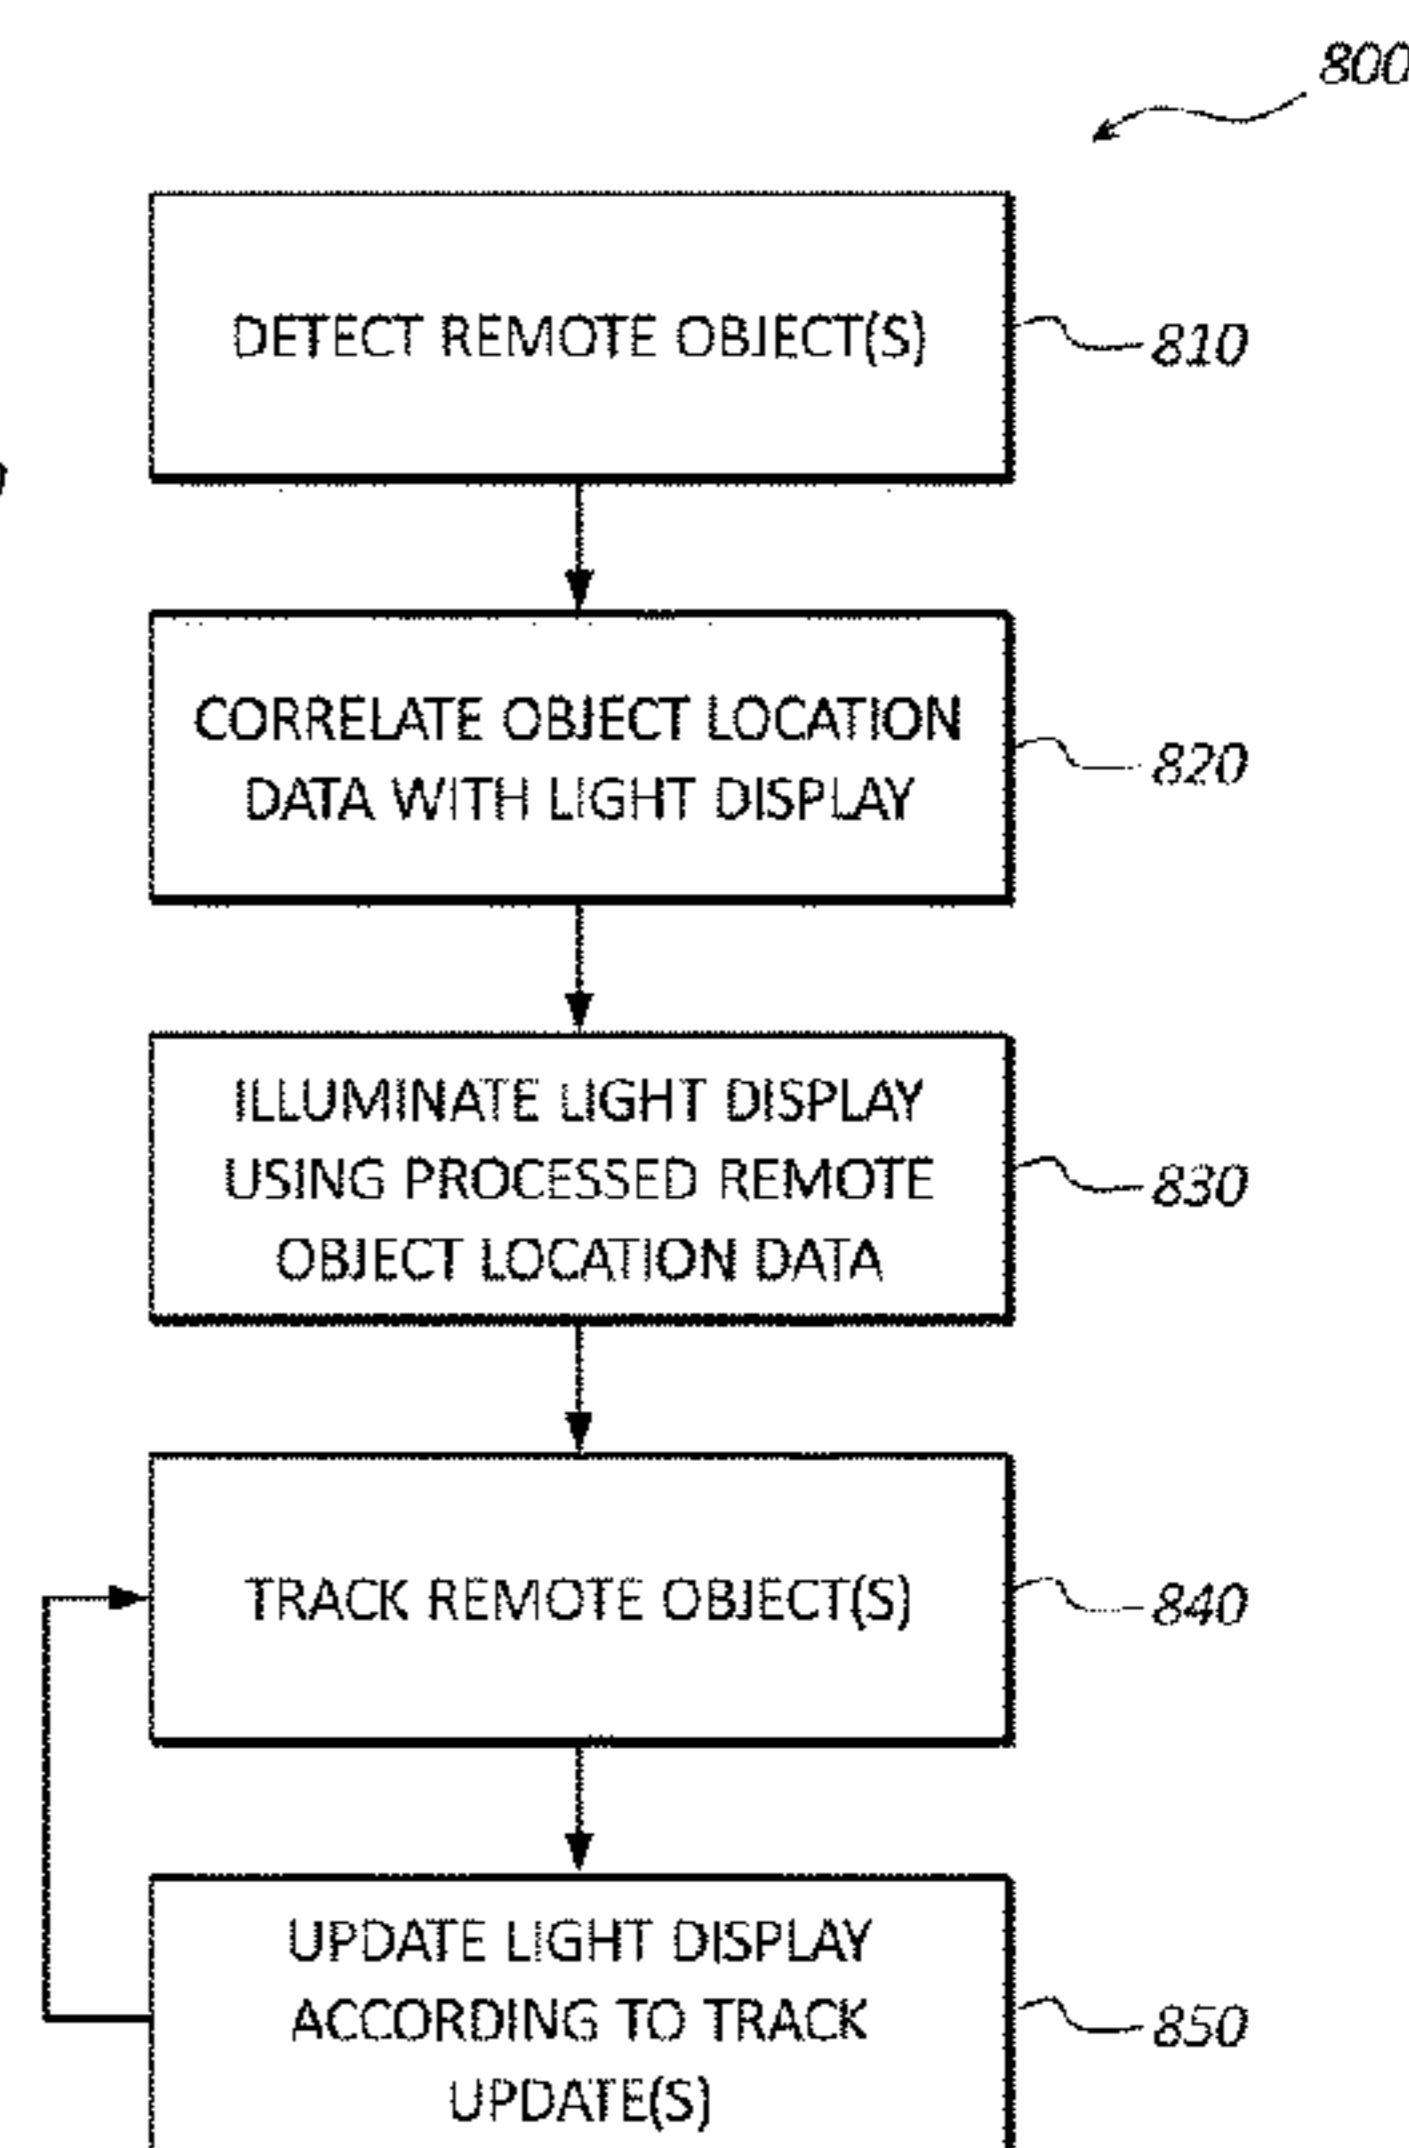 800
DETECT REMOTE OBJECT(S)
810
CORRELATE OBJECT LOCATION
DATA WITH LIGHT DISPLAY
820
ILLUMINATE LIGHT DISPLAY
USING PROCESSED REMOTE
OBJECT LOCATION DATA
830
TRACK REMOTE OBJECT(S)
840
UPDATE LIGHT DISPLAY
ACCORDING TO TRACK
UPDATE(S)
850